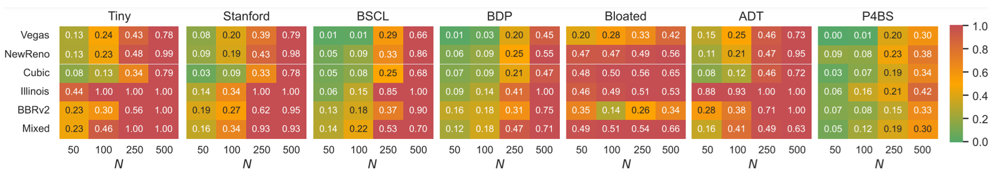 Tiny Stanford BSCL BDP Bloated ADT P4BS
Vegas 0.13 0.24 0.43 0.78 0.08 0.20 0.39 0.79 0.01 0.01 0.29 0.66 0.01 0.03 0.20 0.45 0.20 0.28 0.33 0.42 0.15 0.25 0.46 0.73 0.00 0.01 0.20 0.30 1.0
NewReno 0.13 0.23 0.48 0.99 0.09 0.19 0.43 0.98 0.05 0.09 0.33 0.86 0.06 0.09 0.25 0.55 0.47 0.47 0.49 0.56 0.11 0.21 0.47 0.95 0.09 0.08 0.23 0.38 0.8
Cubic 0.08 0.13 0.34 0.79 0.03 0.09 0.33 0.78 0.05 0.08 0.25 0.68 0.07 0.09 0.21 0.47 0.48 0.50 0.56 0.65 0.08 0.12 0.46 0.72 0.03 0.07 0.19 0.34 0.6
Illinois 0.44 1.00 1.00 1.00 0.14 0.34 1.00 1.00 0.06 0.15 0.85 1.00 0.09 0.14 0.41 1.00 0.46 0.49 0.51 0.53 0.88 0.93 1.00 1.00 0.06 0.16 0.21 0.42 0.4
BBRv2 0.23 0.30 0.56 1.00 0.19 0.27 0.62 0.95 0.13 0.18 0.37 0.90 0.16 0.18 0.31 0.75 0.35 0.14 0.26 0.34 0.28 0.38 0.71 1.00 0.07 0.08 0.15 0.33 0.2
Mixed 0.23 0.46 1.00 1.00 0.16 0.34 0.93 0.93 0.14 0.22 0.53 0.70 0.12 0.18 0.47 0.71 0.49 0.51 0.54 0.66 0.16 0.41 0.49 0.63 0.05 0.12 0.19 0.30 0.0
50 100 250 500 50 100 250 500 50 100 250 500 50 100 250 500 50 100 250 500 50 100 250 500 50 100 250 500
N N N N N N N